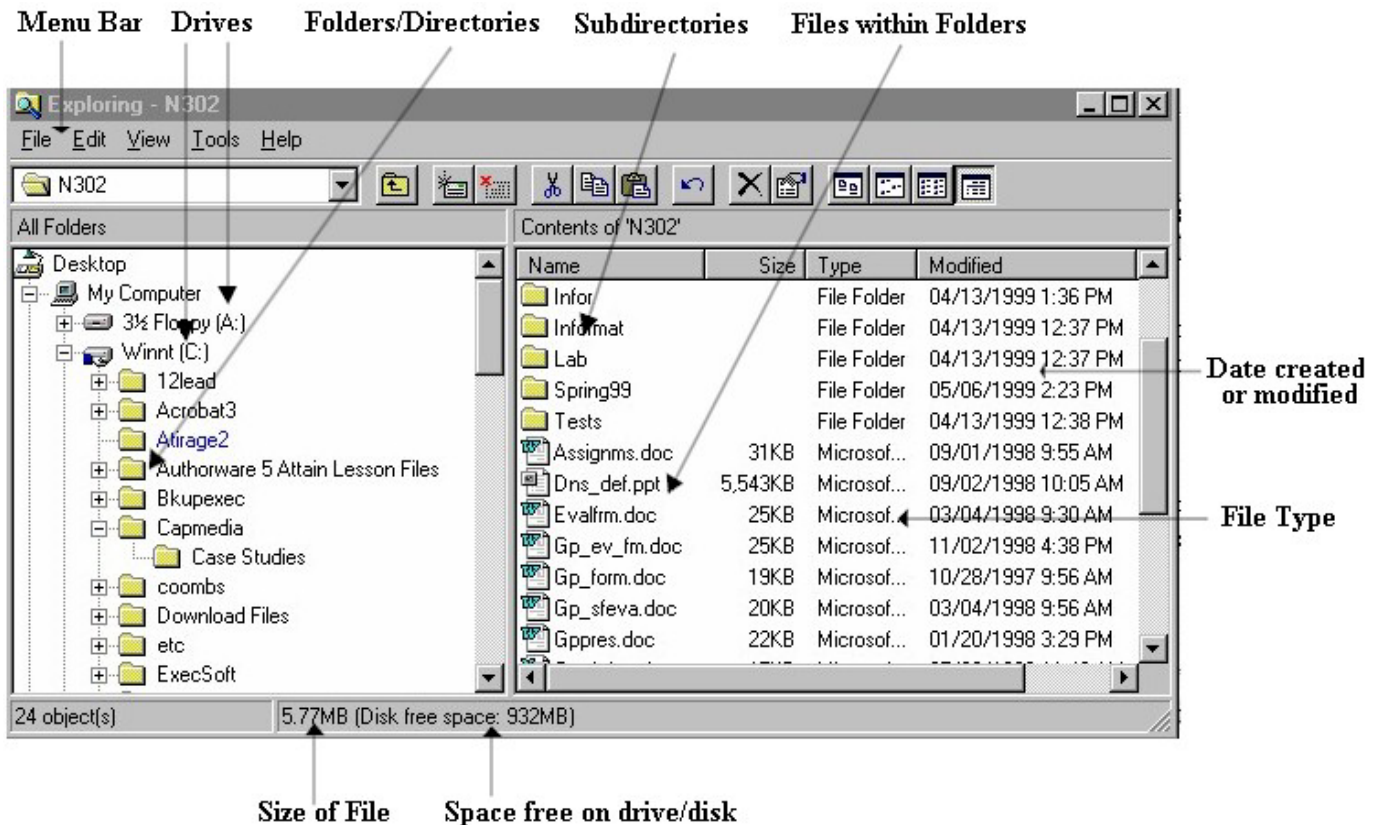 Menu Bar Drives Folders/Directories Subdirectories Files within Folders
Exploring - N302
File Edit View Tools Help
N302
All Folders
Contents of 'N302'
Desktop
My Computer
3½ Floppy (A:)
Winnt (C:)
12lead
Acrobat3
Atirage2
Authorware 5 Attain Lesson Files
Bkupexec
Capmedia
Case Studies
coombs
Download Files
etc
ExecSoft
Name Size Type Modified
Infor File Folder 04/13/1999 1:36 PM
Informat File Folder 04/13/1999 12:37 PM
Lab File Folder 04/13/1999 12:37 PM
Spring99 File Folder 05/06/1999 2:23 PM
Tests File Folder 04/13/1999 12:38 PM
Assignms.doc 31KB Microsof... 09/01/1998 9:55 AM
Dns_def.ppt 5,543KB Microsof... 09/02/1998 10:05 AM
Evalfrm.doc 25KB Microsof... 03/04/1998 9:30 AM
Gp_ev_fm.doc 25KB Microsof... 11/02/1998 4:38 PM
Gp_form.doc 19KB Microsof... 10/28/1997 9:56 AM
Gp_sfeva.doc 20KB Microsof... 03/04/1998 9:56 AM
Gppres.doc 22KB Microsof... 01/20/1998 3:29 PM
Date created
or modified
File Type
24 object(s) 5.77MB (Disk free space: 932MB)
Size of File Space free on drive/disk